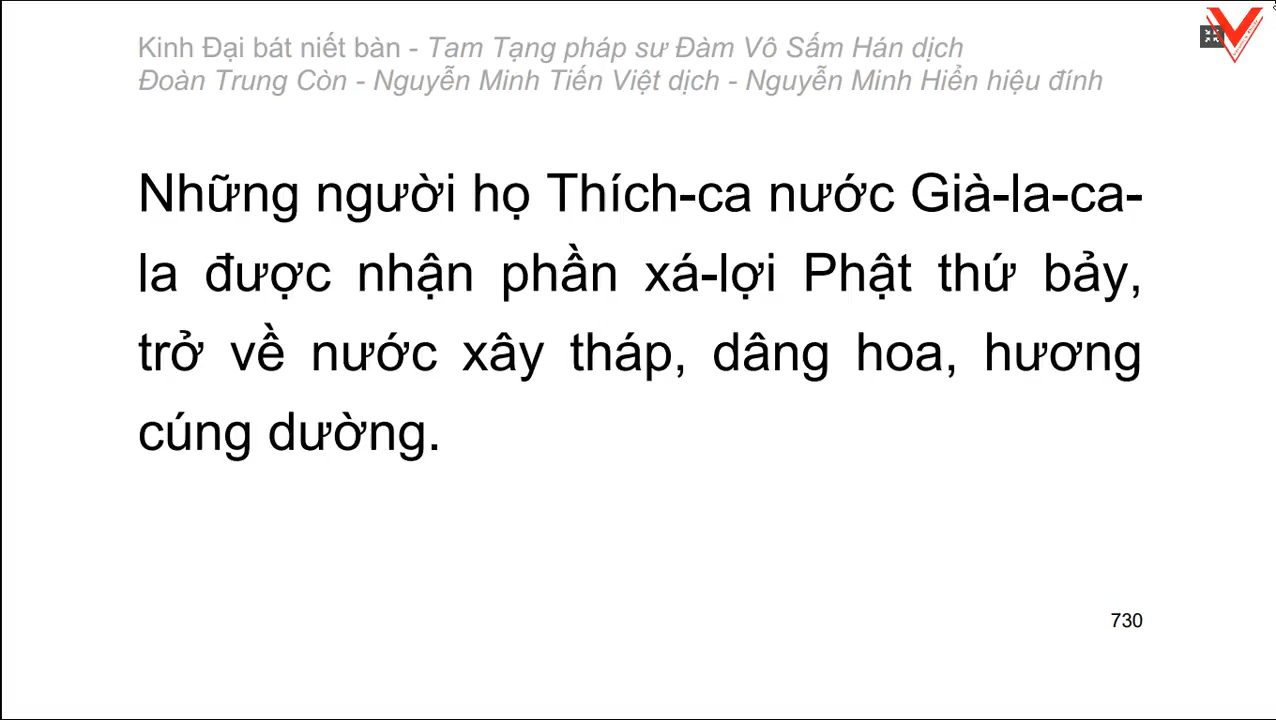 Kinh Đại bát niết bàn - Tam Tạng pháp sư Đàm Vô Sấm Hán dịch
Đoàn Trung Còn - Nguyễn Minh Tiến Việt dịch - Nguyễn Minh Hiển hiệu đính
Những người họ Thích-ca nước Già-la-ca-
la được nhận phần xá-lợi Phật thứ bảy,
trở về nước xây tháp, dâng hoa, hương
cúng dường.
730